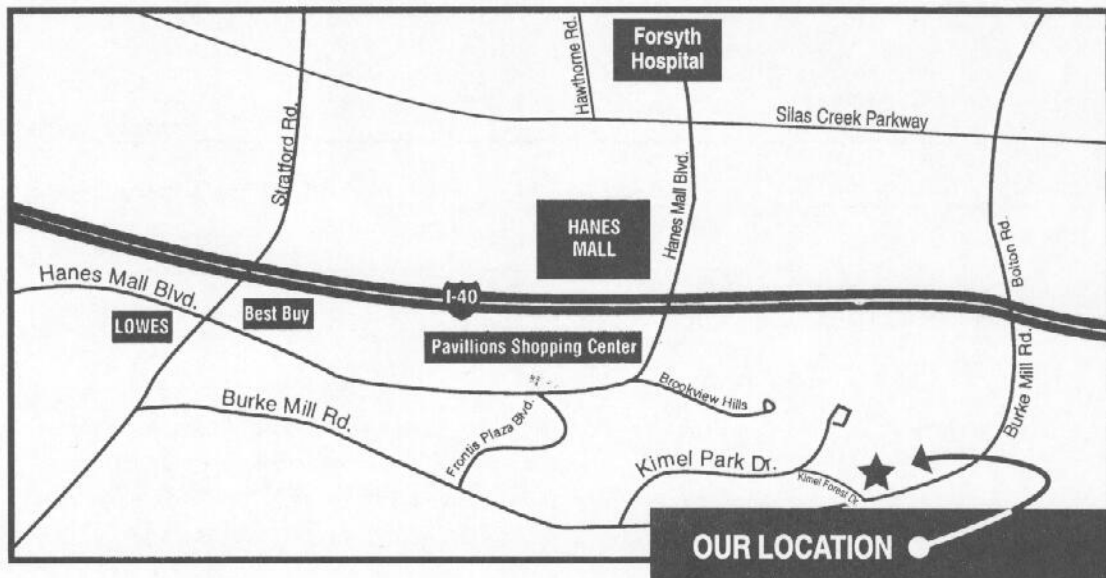 Forsyth
Hospital
Hawthorne Rd.
Silas Creek Parkway
Stratford Rd.
Hanes Mall Blvd.
HANES
MALL
Bolton Rd.
Hanes Mall Blvd.
I-40
LOWES
Best Buy
Pavillions Shopping Center
Burke Mill Rd.
Brookview Hills
Burke Mill Rd.
Frontis Plaza Blvd.
Kimel Park Dr.
Kimel Forest Dr.
OUR LOCATION